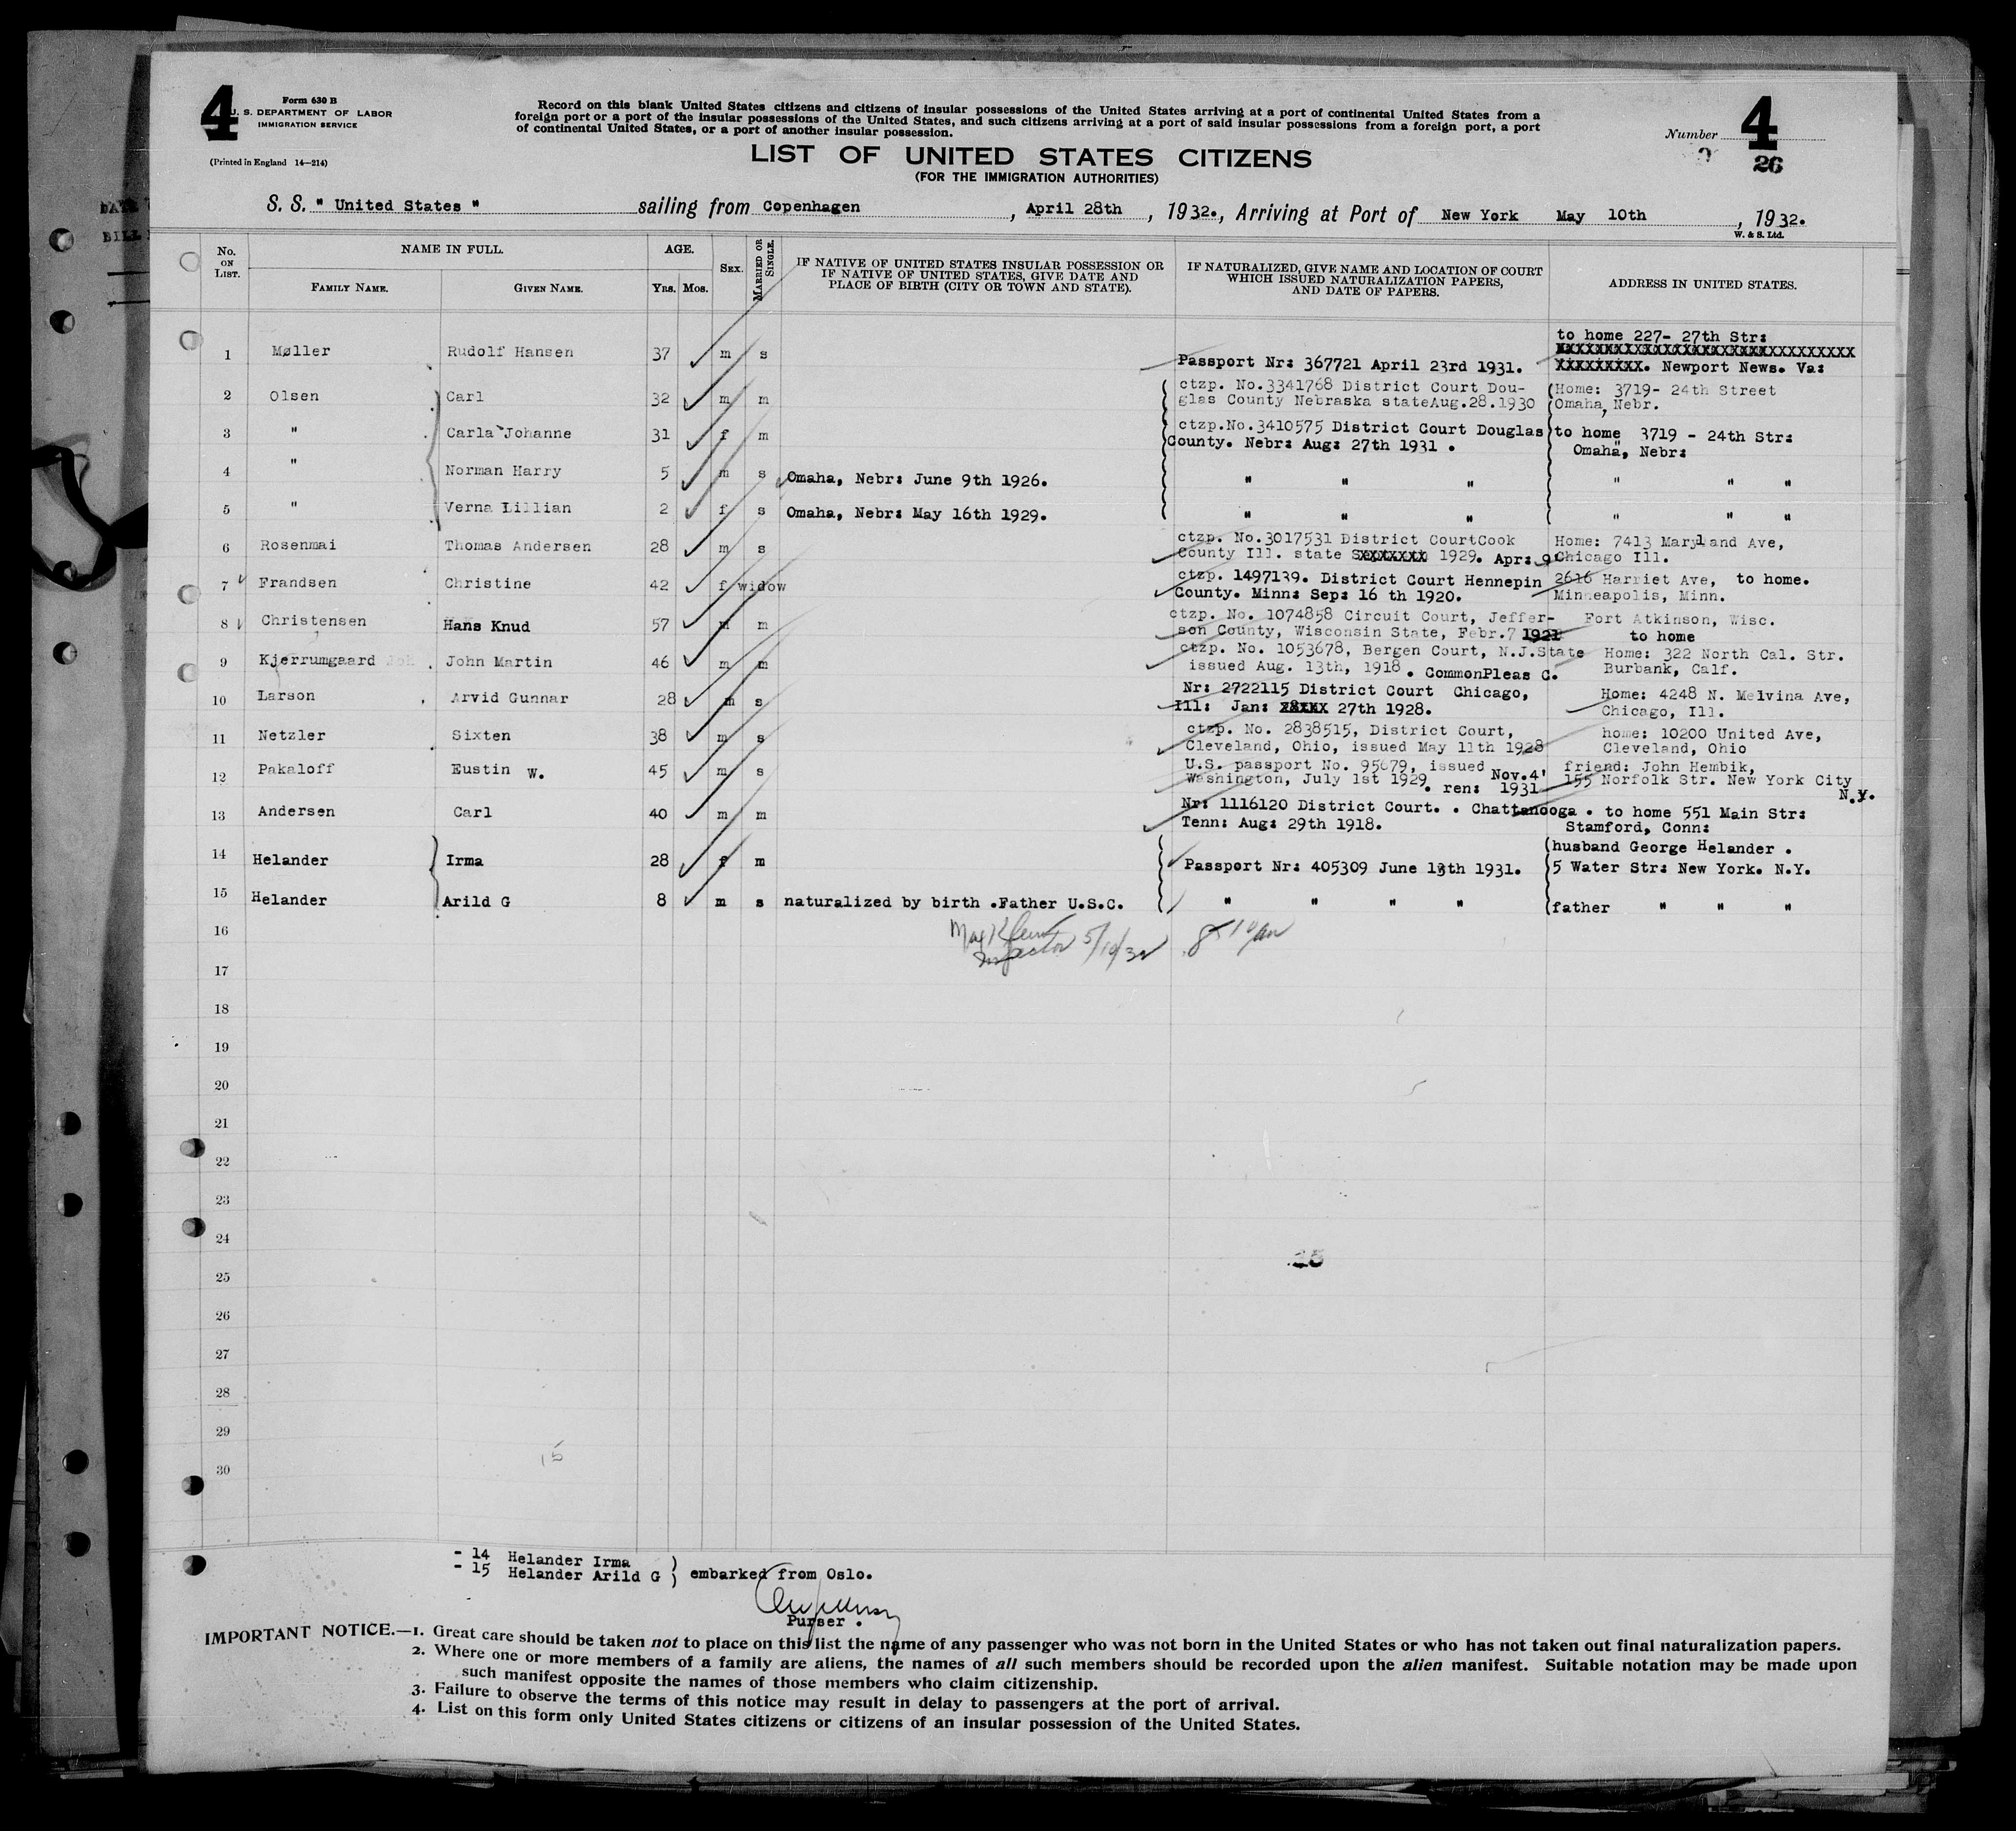 4
Form 630 B
U. S. DEPARTMENT OF LABOR
IMMIGRATION SERVICE
(Printed in England 14—214)
Record on this blank United States citizens and citizens of insular possessions of the United States arriving at a port of continental United States from a
foreign port or a port of the insular possessions of the United States, and such citizens arriving at a port of said insular possessions from a foreign port, a port
of continental United States, or a port of another insular possession.
LIST OF UNITED STATES CITIZENS
(FOR THE IMMIGRATION AUTHORITIES)
Number 4
26
S. S. " United States " sailing from Copenhagen, April 28th, 1932., Arriving at Port of New York May 10th, 1932.
W. & S. Ltd.
No. ON LIST. NAME IN FULL. AGE. SEX. MARRIED OR SINGLE. IF NATIVE OF UNITED STATES INSULAR POSSESSION OR IF NATIVE OF UNITED STATES, GIVE DATE AND PLACE OF BIRTH (CITY OR TOWN AND STATE). IF NATURALIZED, GIVE NAME AND LOCATION OF COURT WHICH ISSUED NATURALIZATION PAPERS, AND DATE OF PAPERS. ADDRESS IN UNITED STATES.
FAMILY NAME. GIVEN NAME. YRS. MOS.
to home 227- 27th Str:
1 Møller Rudolf Hansen 37 m s Passport Nr: 367721 April 23rd 1931. XXXXXXXXX. Newport News. Va:
2 Olsen Carl 32 m m ctzp. No.3341768 District Court Dou- (Home: 3719- 24th Street
glas County Nebraska stateAug.28.1930 (Omaha, Nebr.
3 " Carla Johanne 31 f m ctzp.No.3410575 District Court Douglas to home 3719 - 24th Str:
County. Nebr: Aug: 27th 1931 . Omaha, Nebr:
4 " Norman Harry 5 m s Omaha, Nebr: June 9th 1926. " " " " " "
5 " Verna Lillian 2 f s Omaha, Nebr: May 16th 1929. " " " " " "
6 Rosenmai Thomas Andersen 28 m s ctzp. No.3017531 District CourtCook Home: 7413 Maryland Ave,
County Ill. state SXXXXXXX 1929. Apr: 9 Chicago Ill.
7 Frandsen Christine 42 f widow ctzp. 1497139. District Court Hennepin 2616 Harriet Ave, to home.
County. Minn: Sep: 16 th 1920. Minneapolis, Minn.
8 Christensen Hans Knud 57 m m ctzp. No. 1074858 Circuit Court, Jeffer- Fort Atkinson, Wisc.
son County, Wisconsin State, Febr.7 1921 to home
9 Kjerrumgaard John Martin 46 m m ctzp. No. 1053678, Bergen Court, N.J.State Home: 322 North Cal. Str.
issued Aug. 13th, 1918 . CommonPleas C. Burbank, Calf.
10 Larson Arvid Gunnar 28 m s Nr: 2722115 District Court Chicago, Home: 4248 N. Melvina Ave,
Ill: Jan: XXXXX 27th 1928. Chicago, Ill.
11 Netzler Sixten 38 m s ctzp. No. 2838515, District Court, home: 10200 United Ave,
Cleveland, Ohio, issued May 11th 1928 Cleveland, Ohio
12 Pakaloff Eustin W. 45 m s U.S. passport No. 95679, issued friend: John Hembik,
Washington, July 1st 1929 . ren: Nov.4' 1931 155 Norfolk Str. New York City
N.Y.
13 Andersen Carl 40 m m Nr: 1116120 District Court. . Chattanooga . to home 551 Main Str:
Tenn: Aug: 29th 1918. Stamford, Conn:
(husband George Helander .
14 Helander Irma 28 f m Passport Nr: 405309 June 13th 1931. (5 Water Str: New York. N.Y.
15 Helander Arild G 8 m s naturalized by birth .Father U.S.C. " " " " (father " " "
16 Inspector 5/10/32
17
18
19
20
21
22
23
24
15
25
26
27
28
29
15
30
- 14 Helander Irma )
- 15 Helander Arild G ) embarked from Oslo.
Purser .
IMPORTANT NOTICE.—1. Great care should be taken not to place on this list the name of any passenger who was not born in the United States or who has not taken out final naturalization papers.
2. Where one or more members of a family are aliens, the names of all such members should be recorded upon the alien manifest. Suitable notation may be made upon
such manifest opposite the names of those members who claim citizenship.
3. Failure to observe the terms of this notice may result in delay to passengers at the port of arrival.
4. List on this form only United States citizens or citizens of an insular possession of the United States.